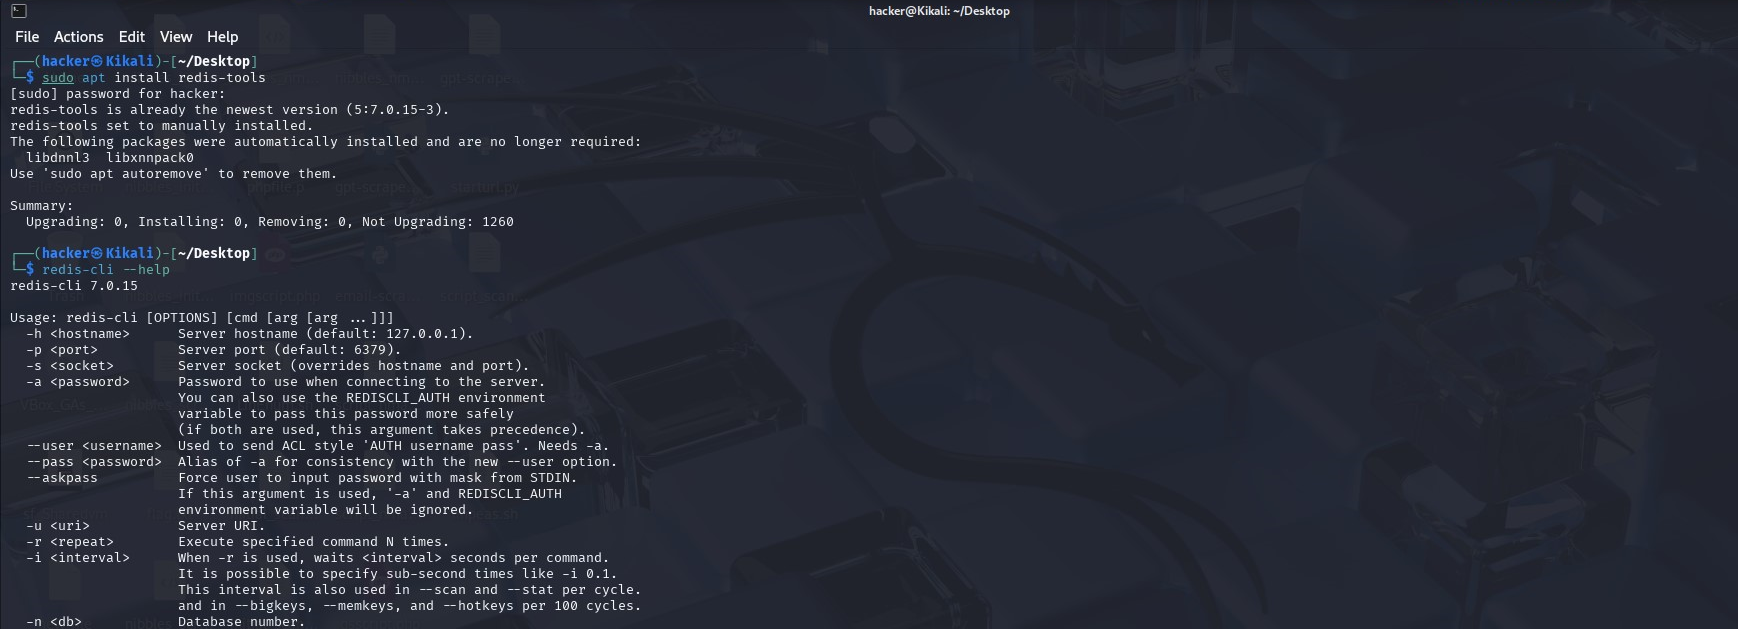 hacker@Kikali: ~/Desktop
File Actions Edit View Help
┌──(hacker㉿Kikali)-[~/Desktop]
└─$ sudo apt install redis-tools
[sudo] password for hacker:
redis-tools is already the newest version (5:7.0.15-3).
redis-tools set to manually installed.
The following packages were automatically installed and are no longer required:
  libdnnl3  libxnnpack0
Use 'sudo apt autoremove' to remove them.

Summary:
  Upgrading: 0, Installing: 0, Removing: 0, Not Upgrading: 1260

┌──(hacker㉿Kikali)-[~/Desktop]
└─$ redis-cli --help
redis-cli 7.0.15

Usage: redis-cli [OPTIONS] [cmd [arg [arg ...]]]
  -h <hostname>      Server hostname (default: 127.0.0.1).
  -p <port>          Server port (default: 6379).
  -s <socket>        Server socket (overrides hostname and port).
  -a <password>      Password to use when connecting to the server.
                     You can also use the REDISCLI_AUTH environment
                     variable to pass this password more safely
                     (if both are used, this argument takes precedence).
  --user <username>  Used to send ACL style 'AUTH username pass'. Needs -a.
  --pass <password>  Alias of -a for consistency with the new --user option.
  --askpass          Force user to input password with mask from STDIN.
                     If this argument is used, '-a' and REDISCLI_AUTH
                     environment variable will be ignored.
  -u <uri>           Server URI.
  -r <repeat>        Execute specified command N times.
  -i <interval>      When -r is used, waits <interval> seconds per command.
                     It is possible to specify sub-second times like -i 0.1.
                     This interval is also used in --scan and --stat per cycle.
                     and in --bigkeys, --memkeys, and --hotkeys per 100 cycles.
  -n <db>            Database number.